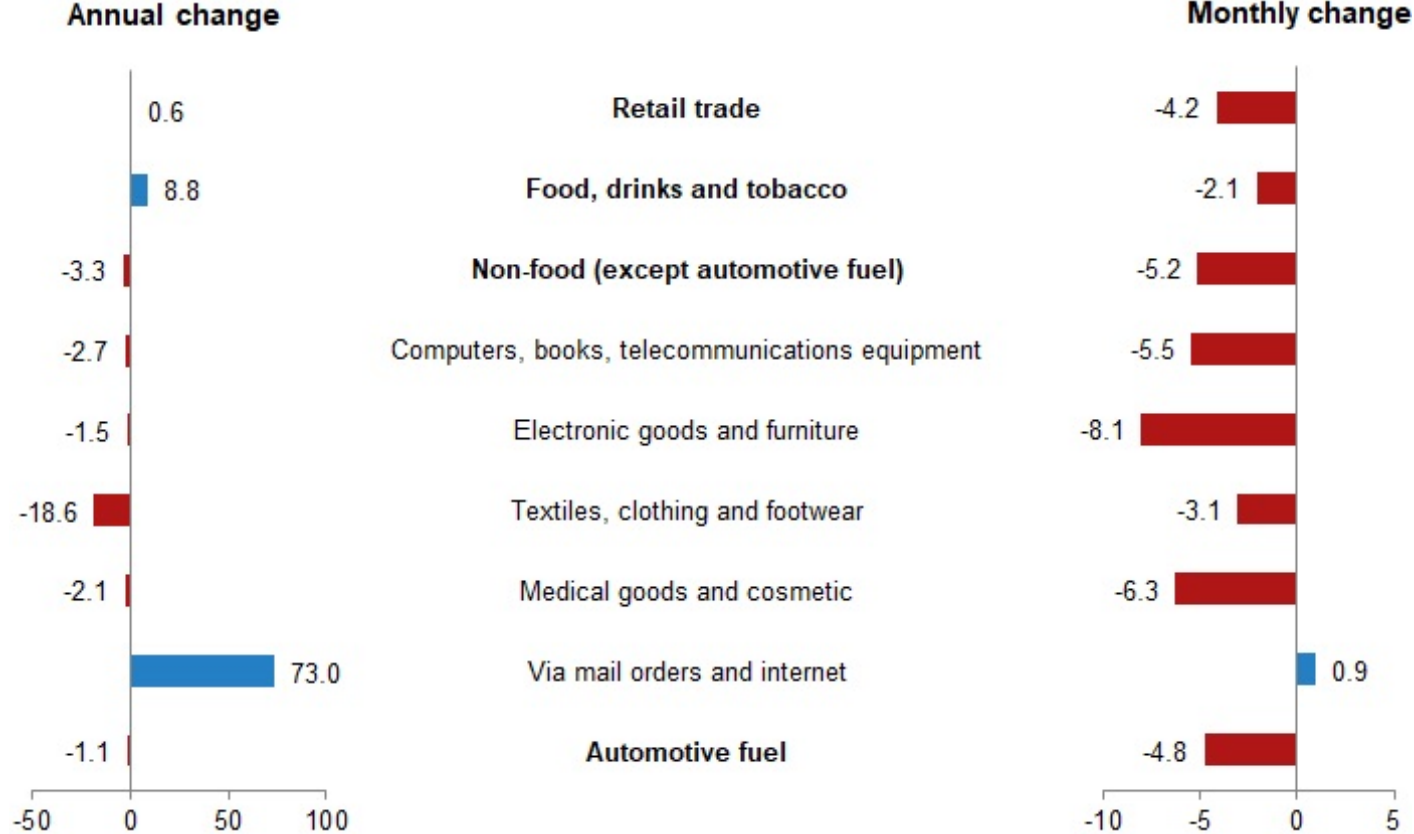 Annual change
Monthly change
0.6 Retail trade -4.2
8.8 Food, drinks and tobacco -2.1
-3.3 Non-food (except automotive fuel) -5.2
-2.7 Computers, books, telecommunications equipment -5.5
-1.5 Electronic goods and furniture -8.1
-18.6 Textiles, clothing and footwear -3.1
-2.1 Medical goods and cosmetic -6.3
73.0 Via mail orders and internet 0.9
-1.1 Automotive fuel -4.8
-50 0 50 100
-10 -5 0 5